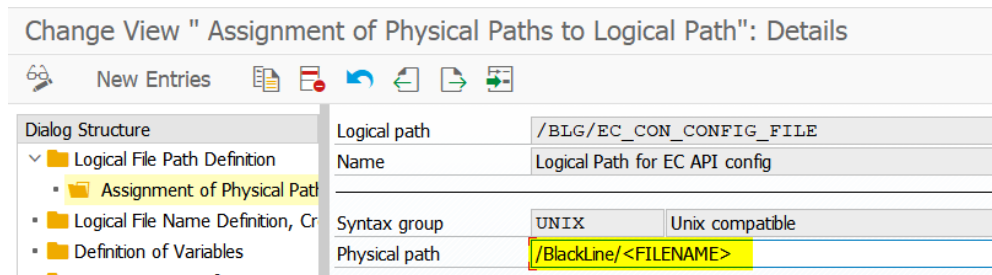 Change View " Assignment of Physical Paths to Logical Path": Details
New Entries
Dialog Structure
Logical File Path Definition
Assignment of Physical Path
Logical File Name Definition, Cr
Definition of Variables
Logical path /BLG/EC_CON_CONFIG_FILE
Name Logical Path for EC API config
Syntax group UNIX Unix compatible
Physical path /BlackLine/<FILENAME>